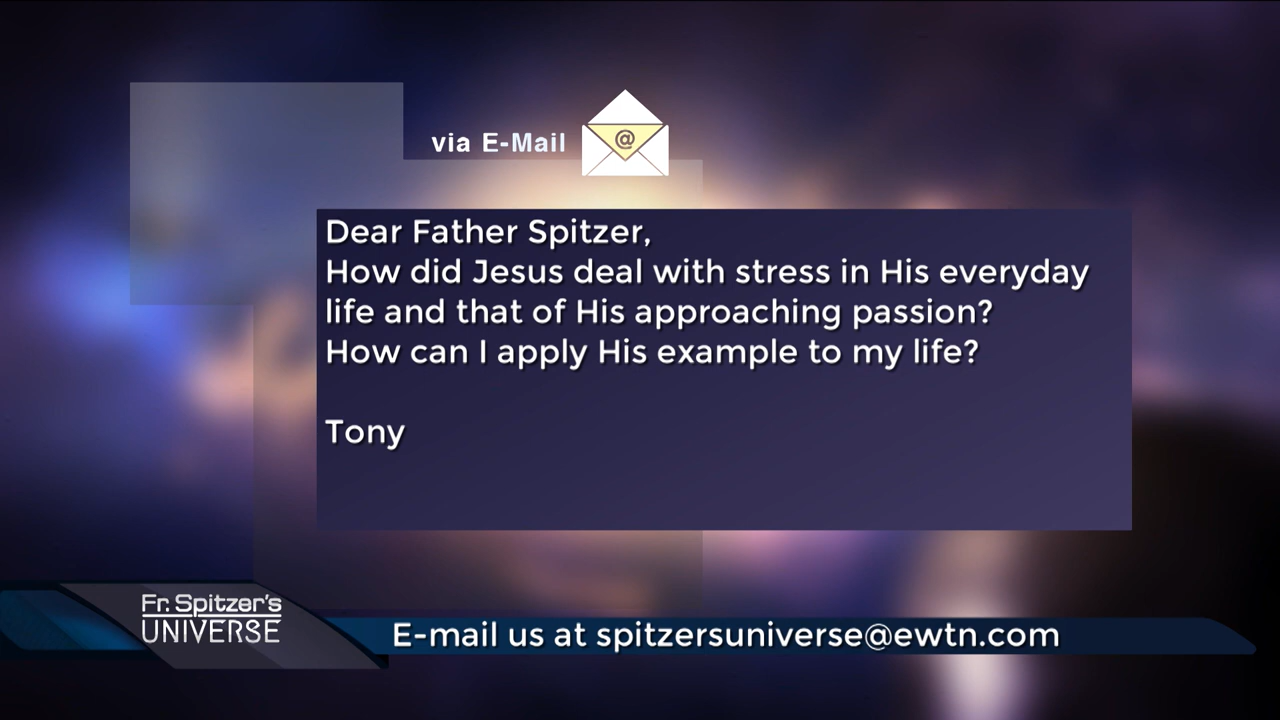 via E-Mail
@
Dear Father Spitzer,
How did Jesus deal with stress in His everyday
life and that of His approaching passion?
How can I apply His example to my life?
Tony
Fr. Spitzer's
UNIVERSE
E-mail us at spitzersuniverse@ewtn.com